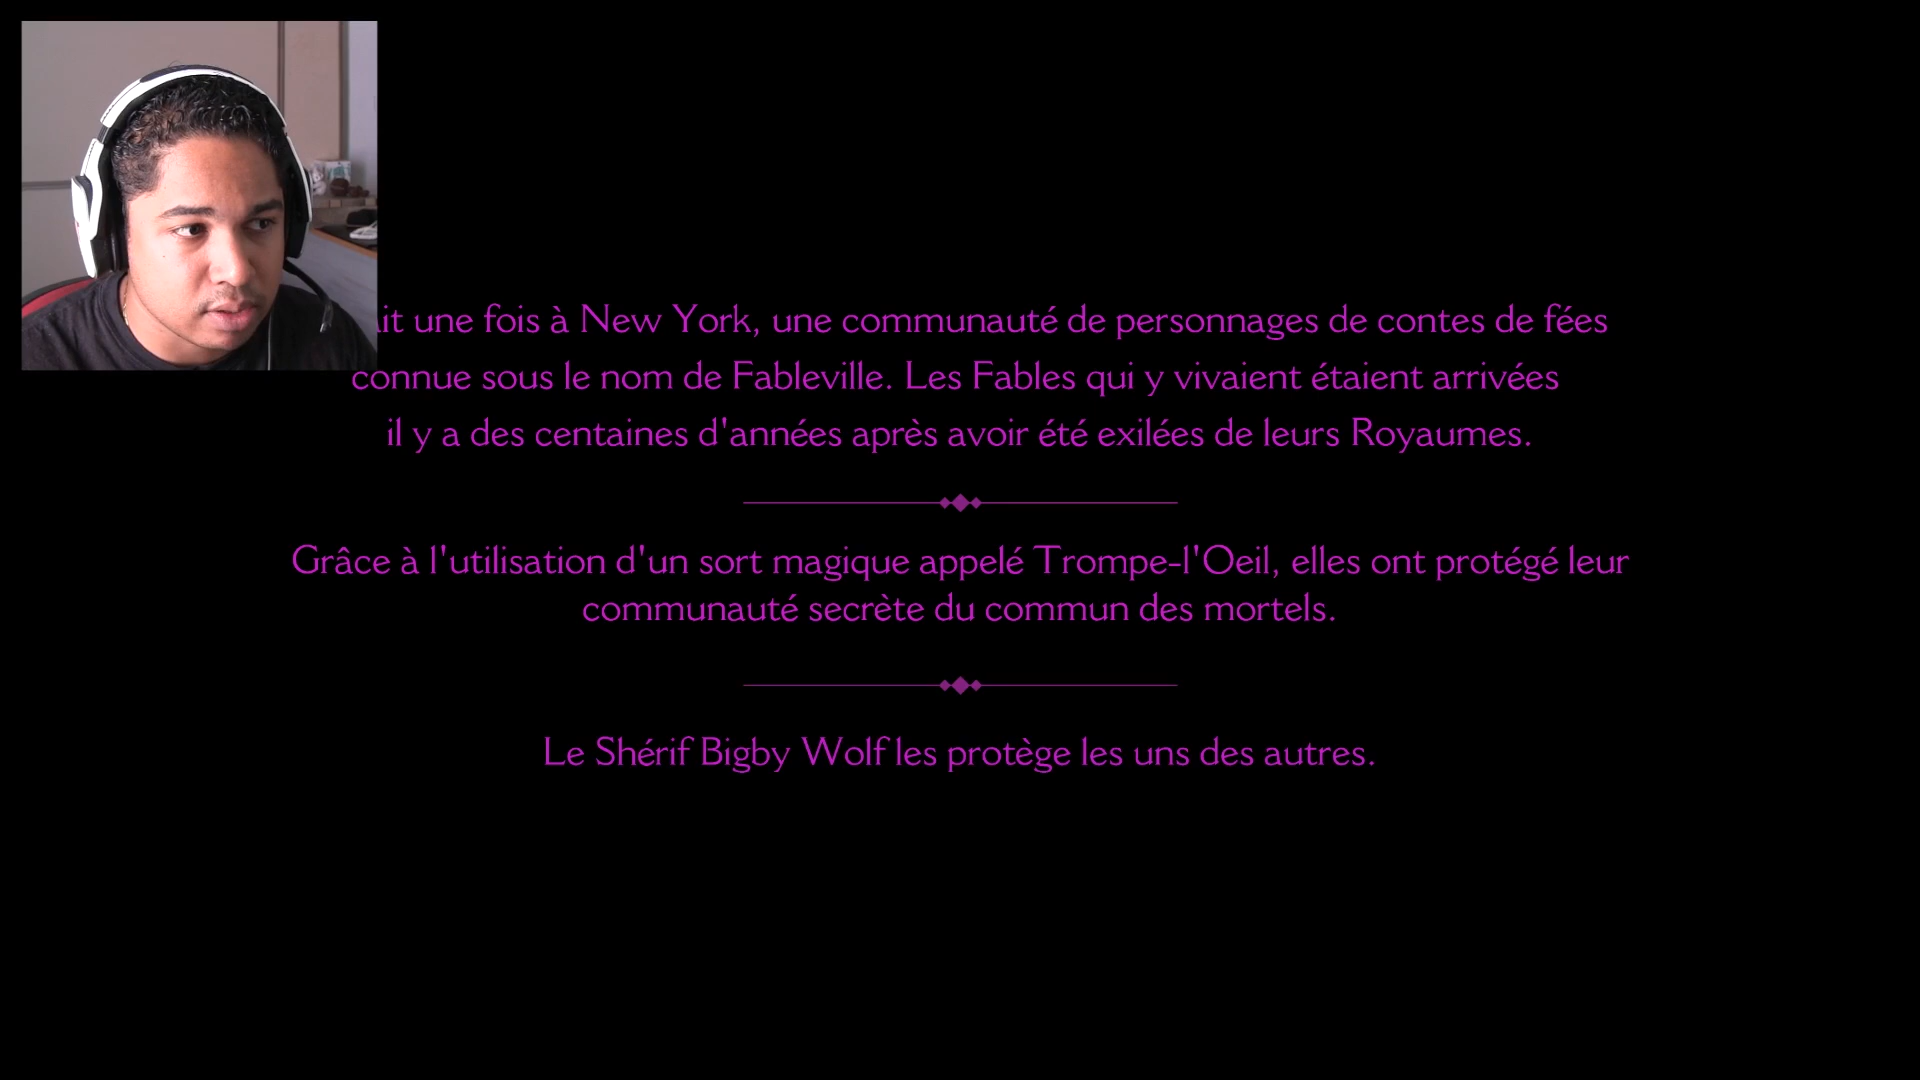 une fois à New York, une communauté de personnages de contes de fées
connue sous le nom de Fableville. Les Fables qui y vivaient étaient arrivées
il y a des centaines d'années après avoir été exilées de leurs Royaumes.
Grâce à l'utilisation d'un sort magique appelé Trompe-l'Oeil, elles ont protégé leur
communauté secrète du commun des mortels.
Le Shérif Bigby Wolf les protège les uns des autres.